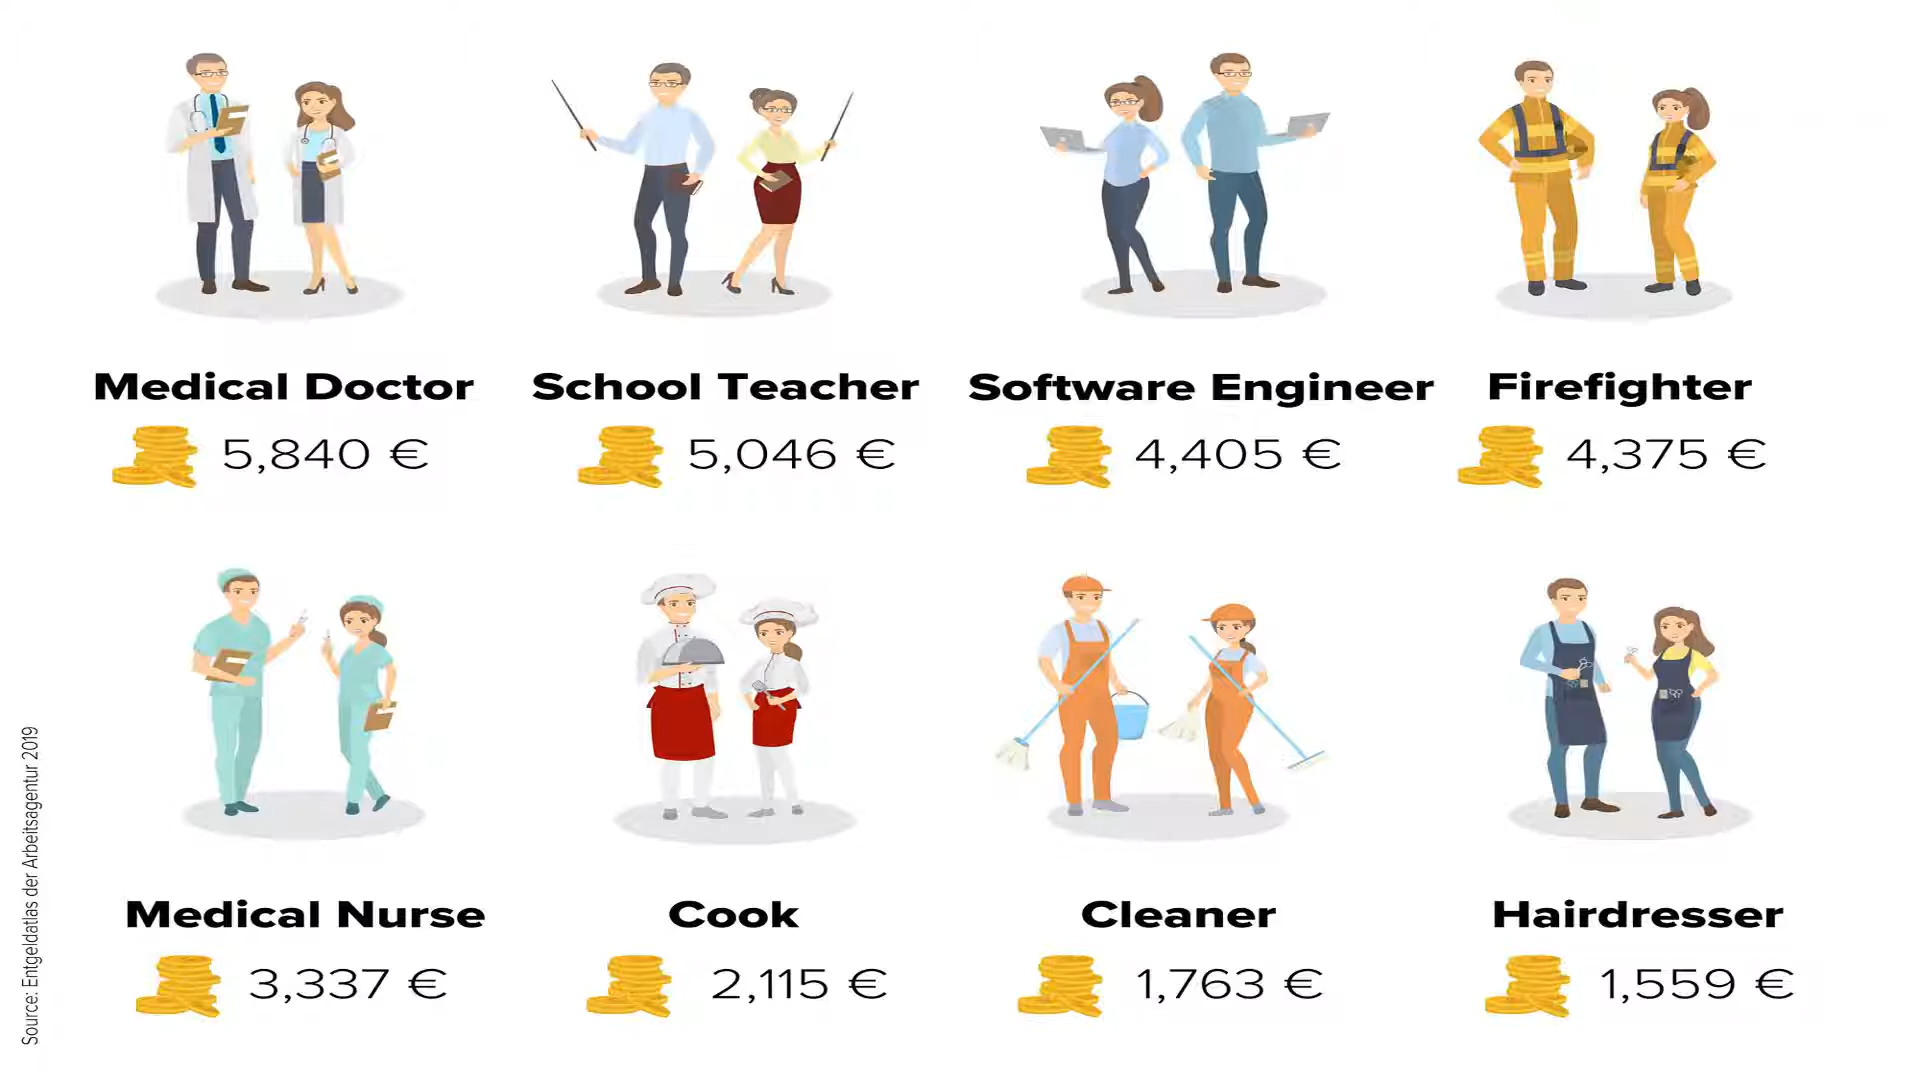 Medical Doctor
5,840 €
School Teacher
5,046 €
Software Engineer
4,405 €
Firefighter
4,375 €
Medical Nurse
3,337 €
Cook
2,115 €
Cleaner
1,763 €
Hairdresser
1,559 €
Source: Entgeldatlas der Arbeitsagentur 2019